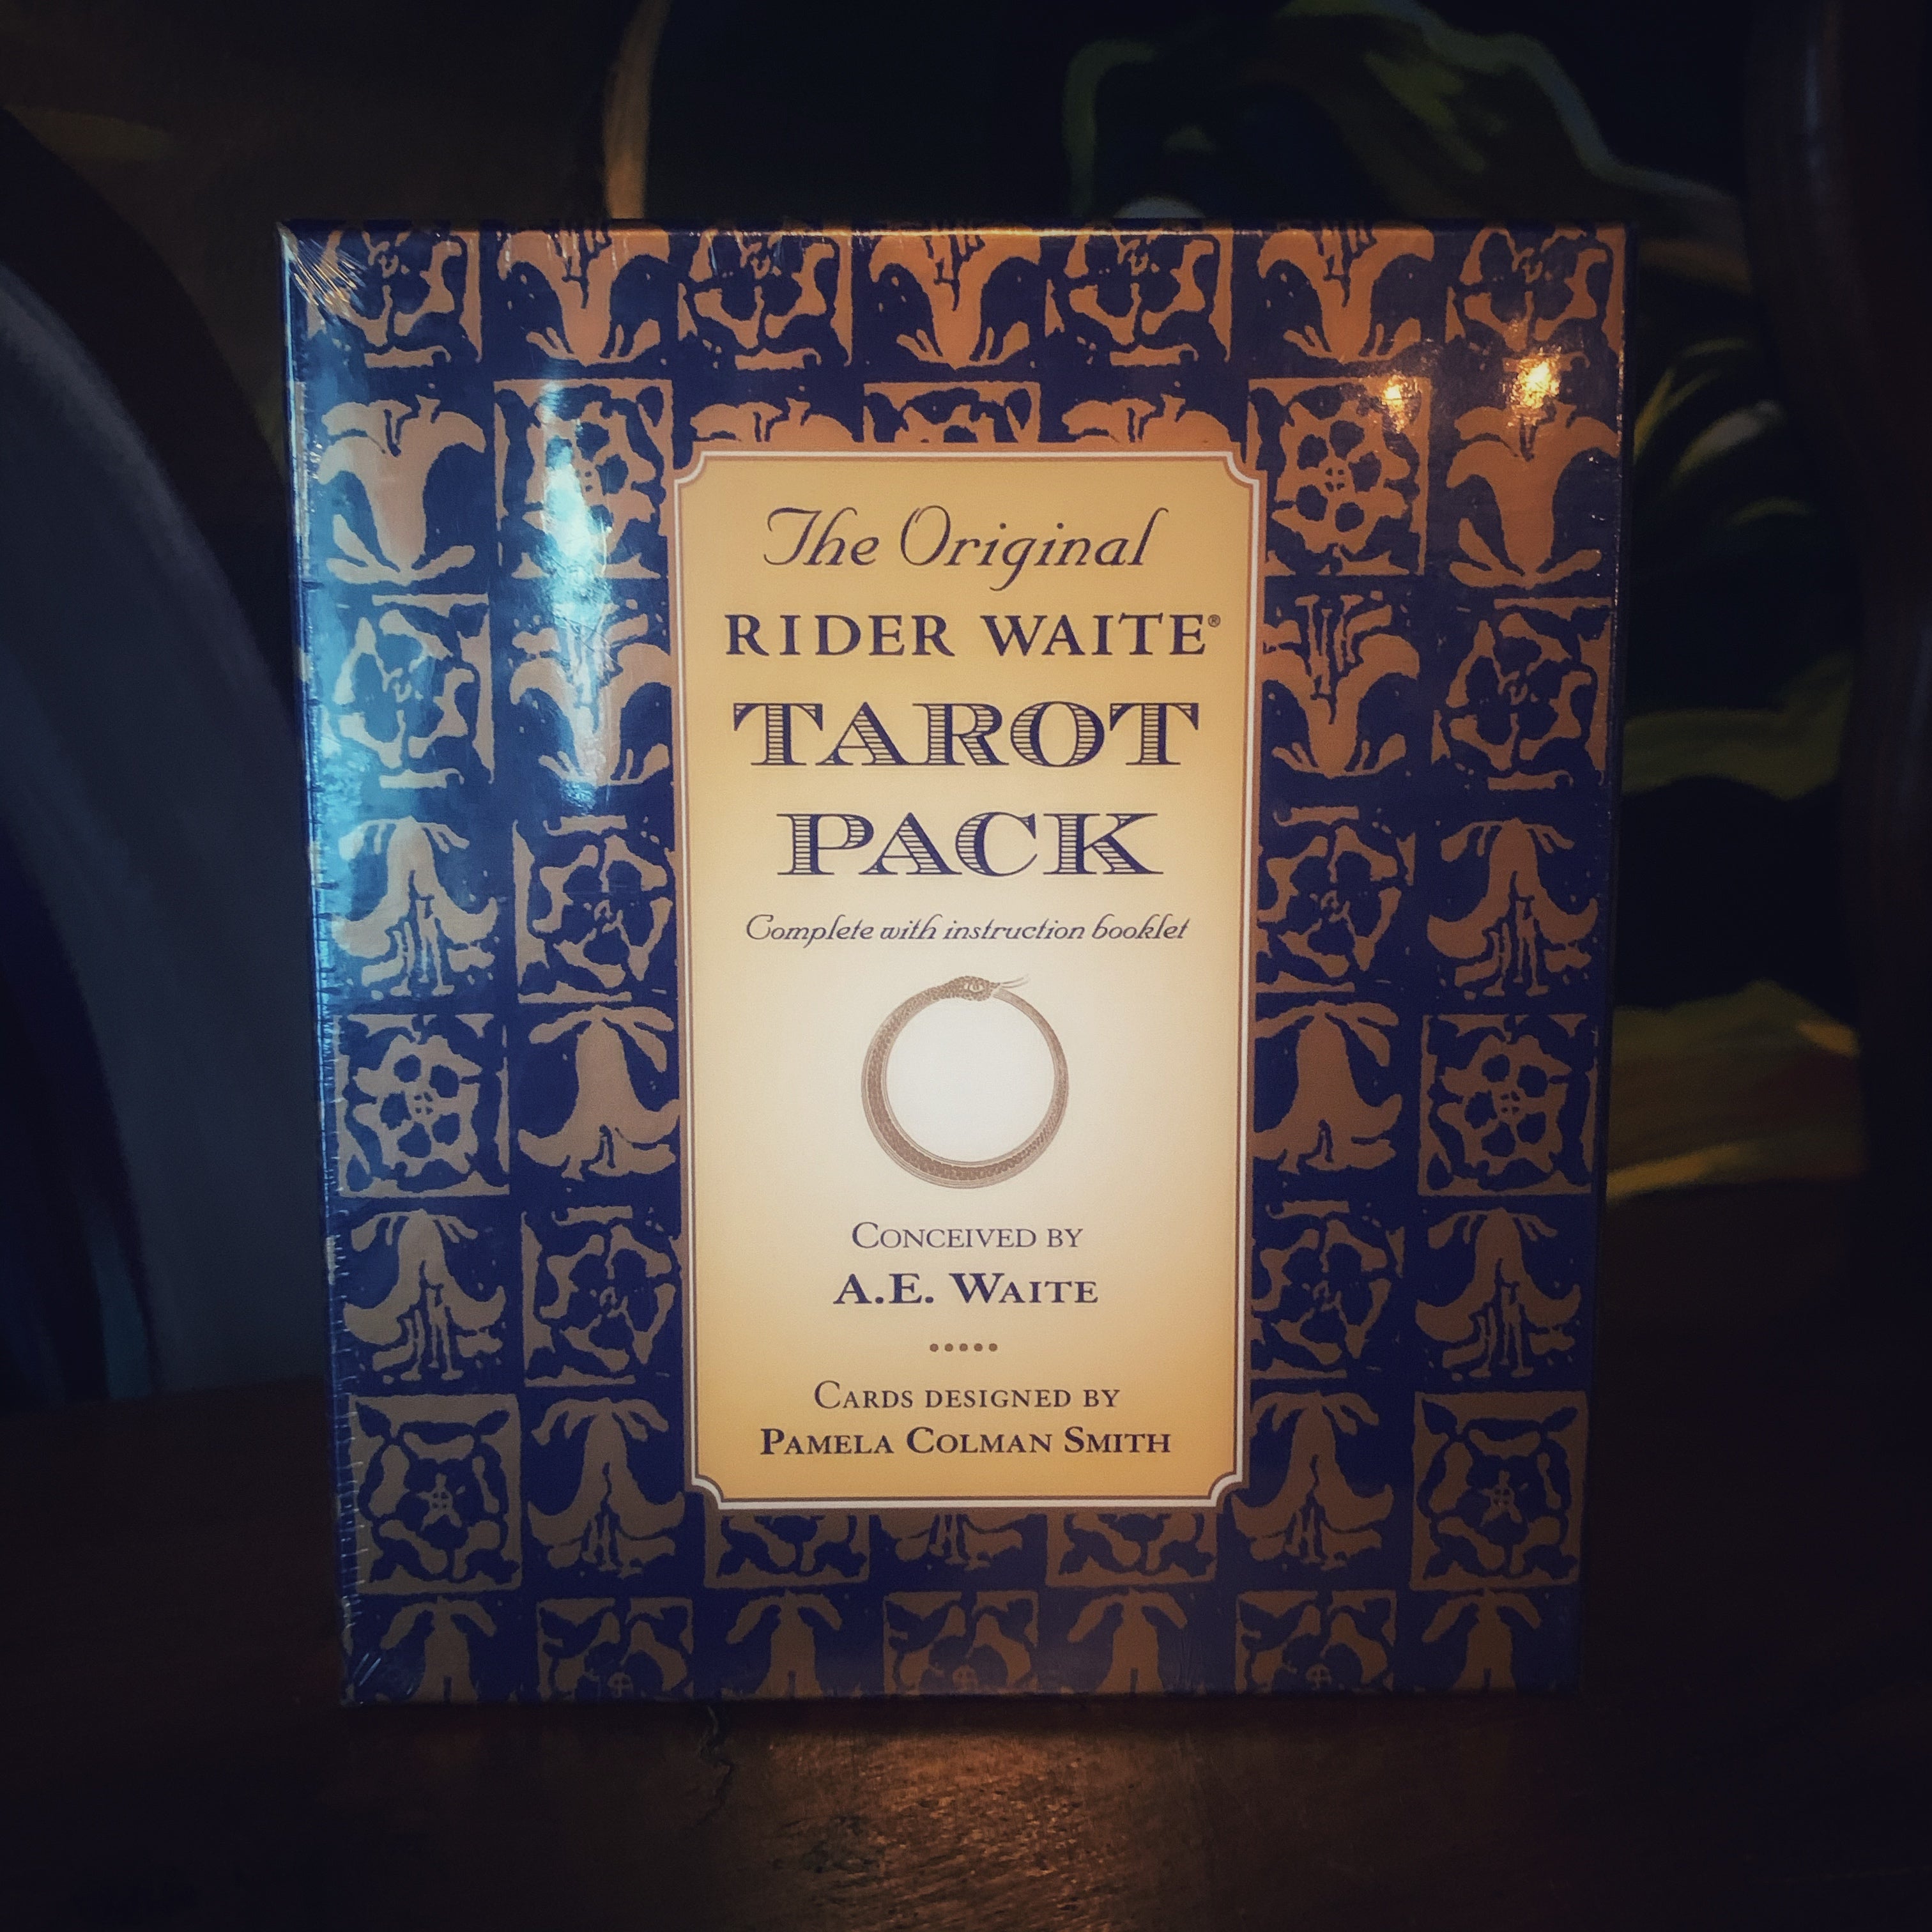 The Original
RIDER WAITE®
TAROT
PACK
Complete with instruction booklet
CONCEIVED BY
A.E. WAITE
CARDS DESIGNED BY
PAMELA COLMAN SMITH